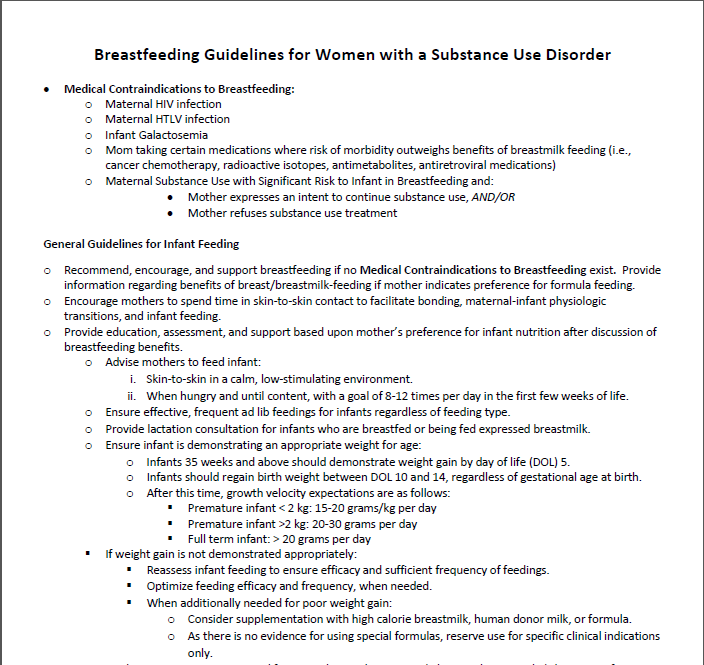 Breastfeeding Guidelines for Women with a Substance Use Disorder
• Medical Contraindications to Breastfeeding:
o Maternal HIV infection
o Maternal HTLV infection
o Infant Galactosemia
o Mom taking certain medications where risk of morbidity outweighs benefits of breastmilk feeding (i.e.,
cancer chemotherapy, radioactive isotopes, antimetabolites, antiretroviral medications)
o Maternal Substance Use with Significant Risk to Infant in Breastfeeding and:
• Mother expresses an intent to continue substance use, AND/OR
• Mother refuses substance use treatment
General Guidelines for Infant Feeding
o Recommend, encourage, and support breastfeeding if no Medical Contraindications to Breastfeeding exist. Provide
information regarding benefits of breast/breastmilk-feeding if mother indicates preference for formula feeding.
o Encourage mothers to spend time in skin-to-skin contact to facilitate bonding, maternal-infant physiologic
transitions, and infant feeding.
o Provide education, assessment, and support based upon mother's preference for infant nutrition after discussion of
breastfeeding benefits.
o Advise mothers to feed infant:
i. Skin-to-skin in a calm, low-stimulating environment.
ii. When hungry and until content, with a goal of 8-12 times per day in the first few weeks of life.
o Ensure effective, frequent ad lib feedings for infants regardless of feeding type.
o Provide lactation consultation for infants who are breastfed or being fed expressed breastmilk.
o Ensure infant is demonstrating an appropriate weight for age:
o Infants 35 weeks and above should demonstrate weight gain by day of life (DOL) 5.
o Infants should regain birth weight between DOL 10 and 14, regardless of gestational age at birth.
o After this time, growth velocity expectations are as follows:
▪ Premature infant < 2 kg: 15-20 grams/kg per day
▪ Premature infant >2 kg: 20-30 grams per day
▪ Full term infant: > 20 grams per day
▪ If weight gain is not demonstrated appropriately:
▪ Reassess infant feeding to ensure efficacy and sufficient frequency of feedings.
▪ Optimize feeding efficacy and frequency, when needed.
▪ When additionally needed for poor weight gain:
o Consider supplementation with high calorie breastmilk, human donor milk, or formula.
o As there is no evidence for using special formulas, reserve use for specific clinical indications
only.